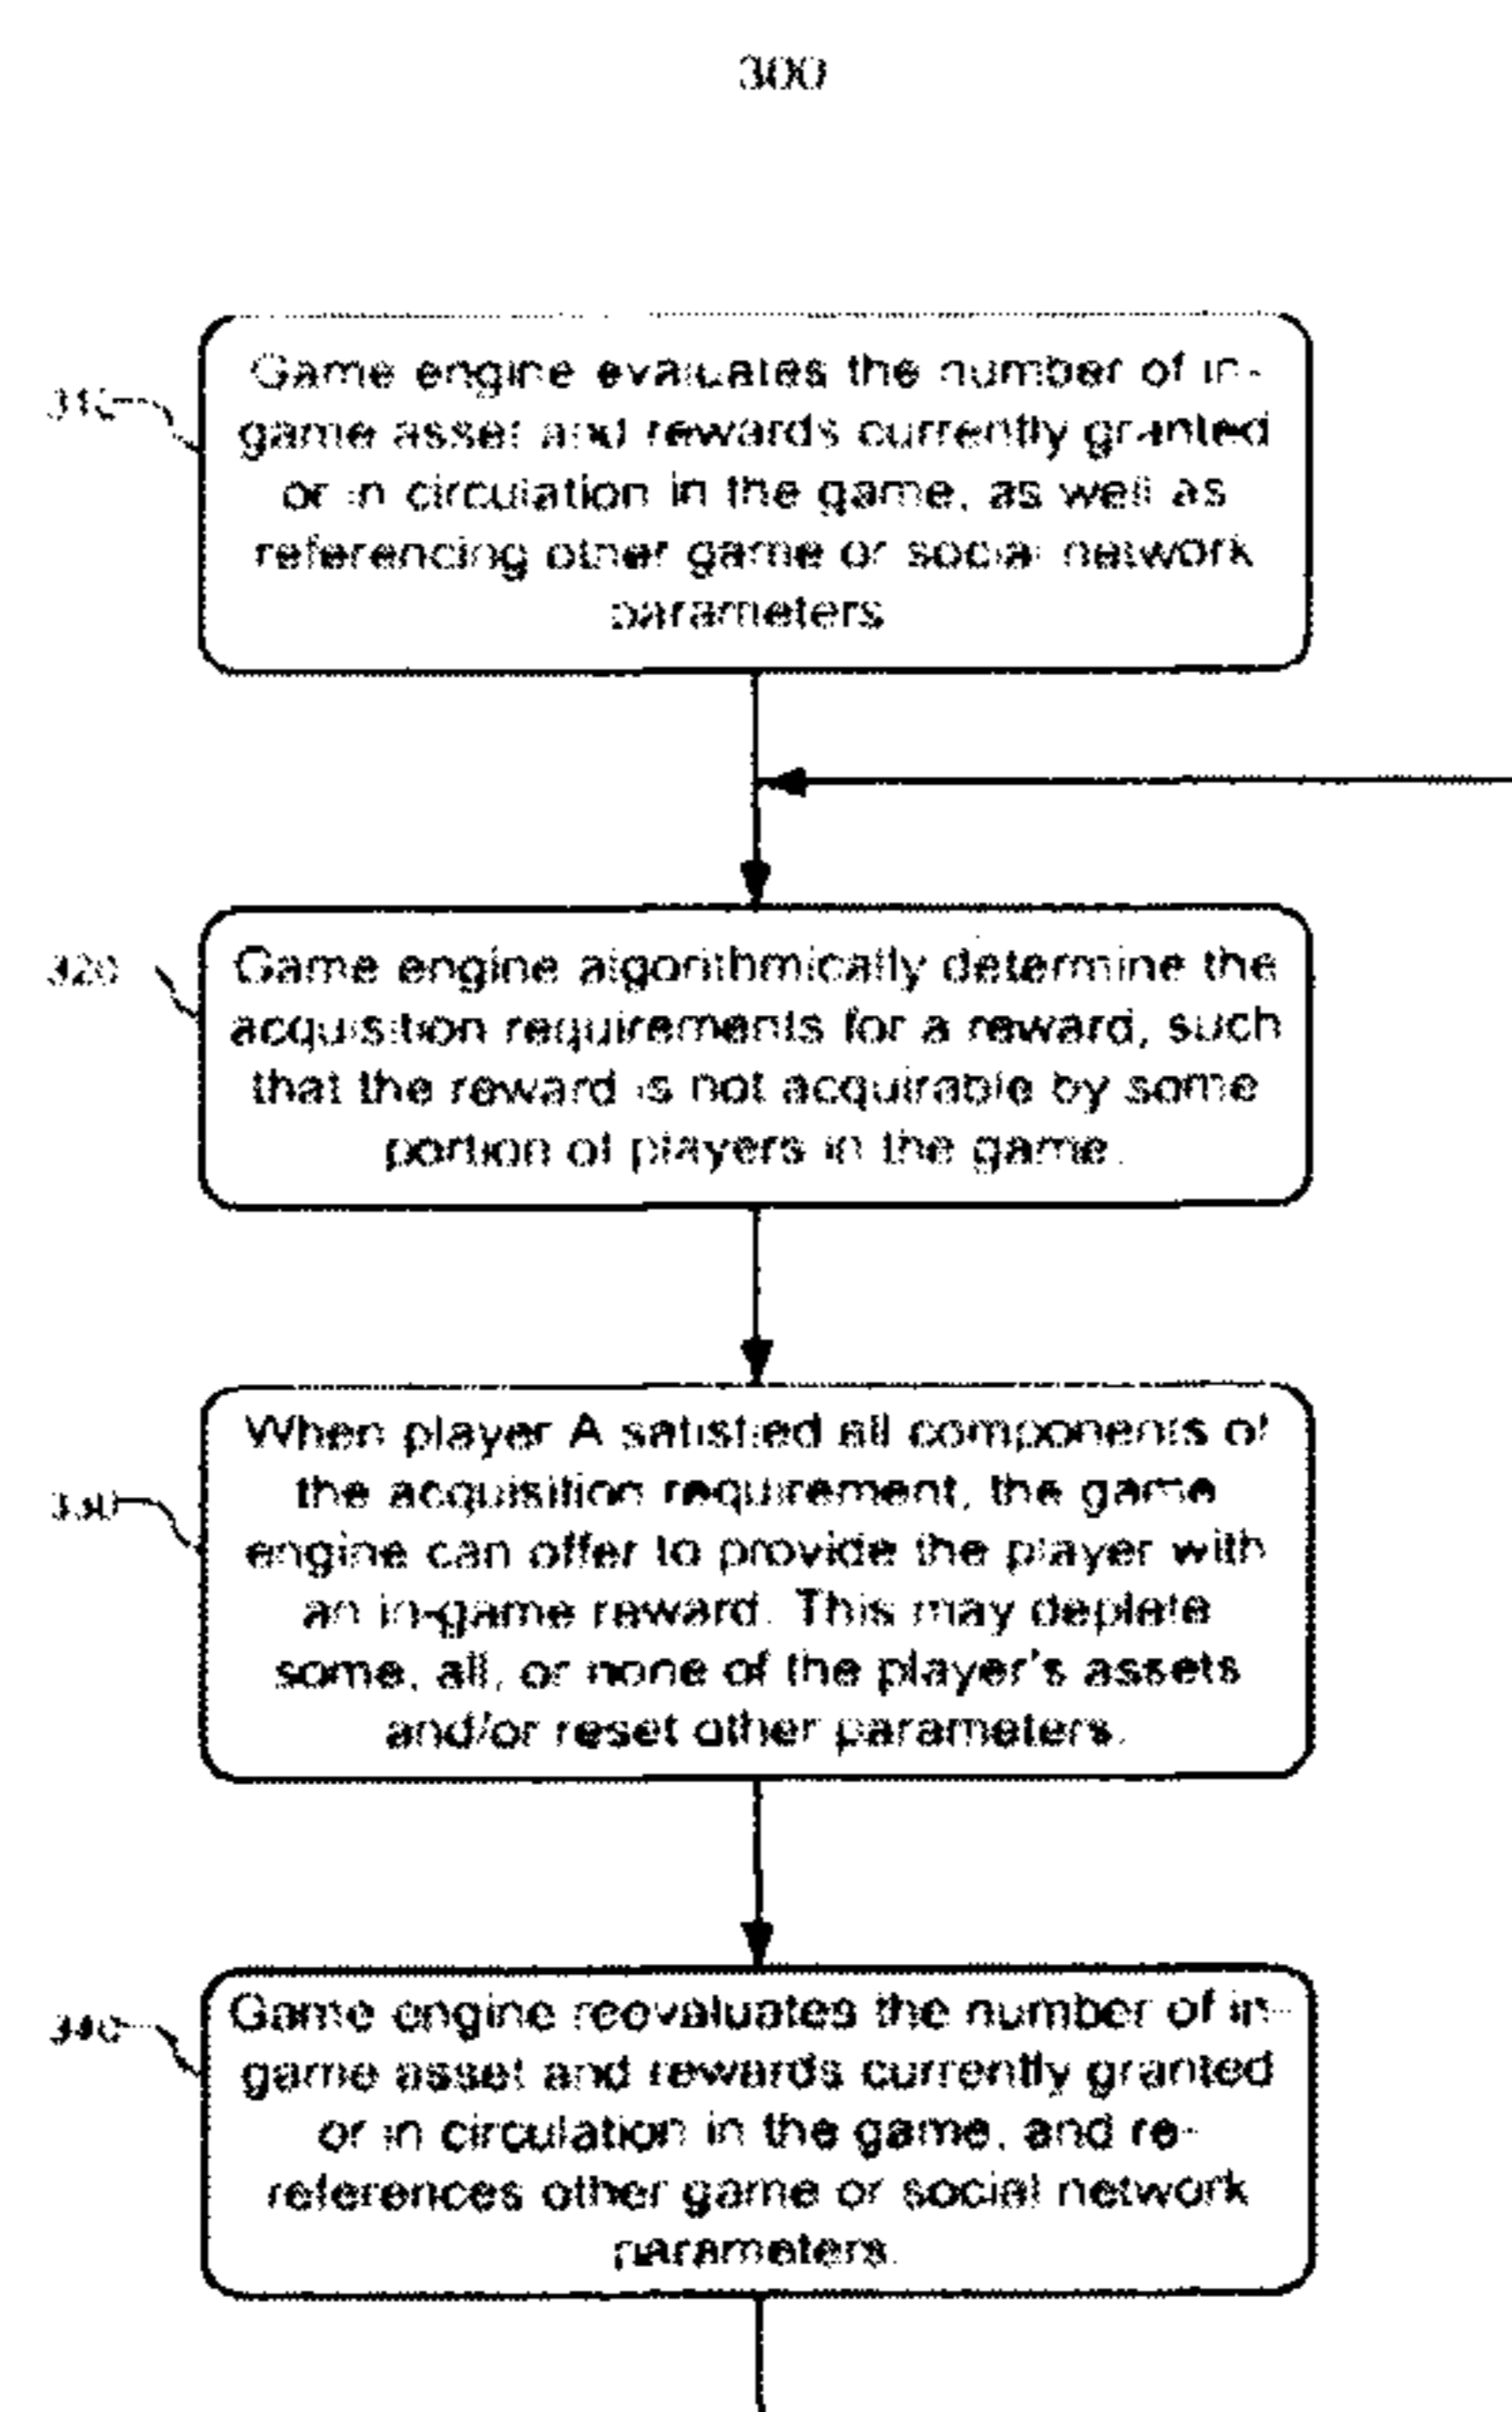 300
310
Game engine evaluates the number of in-
game asset and rewards currently granted
or in circulation in the game, as well as
referencing other game or social network
parameters
320
Game engine algorithmically determine the
acquisition requirements for a reward, such
that the reward is not acquirable by some
portion of players in the game.
330
When player A satisfied all components of
the acquisition requirement, the game
engine can offer to provide the player with
an in-game reward. This may deplete
some, all, or none of the player's assets
and/or reset other parameters.
340
Game engine reevaluates the number of in-
game asset and rewards currently granted
or in circulation in the game, and re-
references other game or social network
parameters.